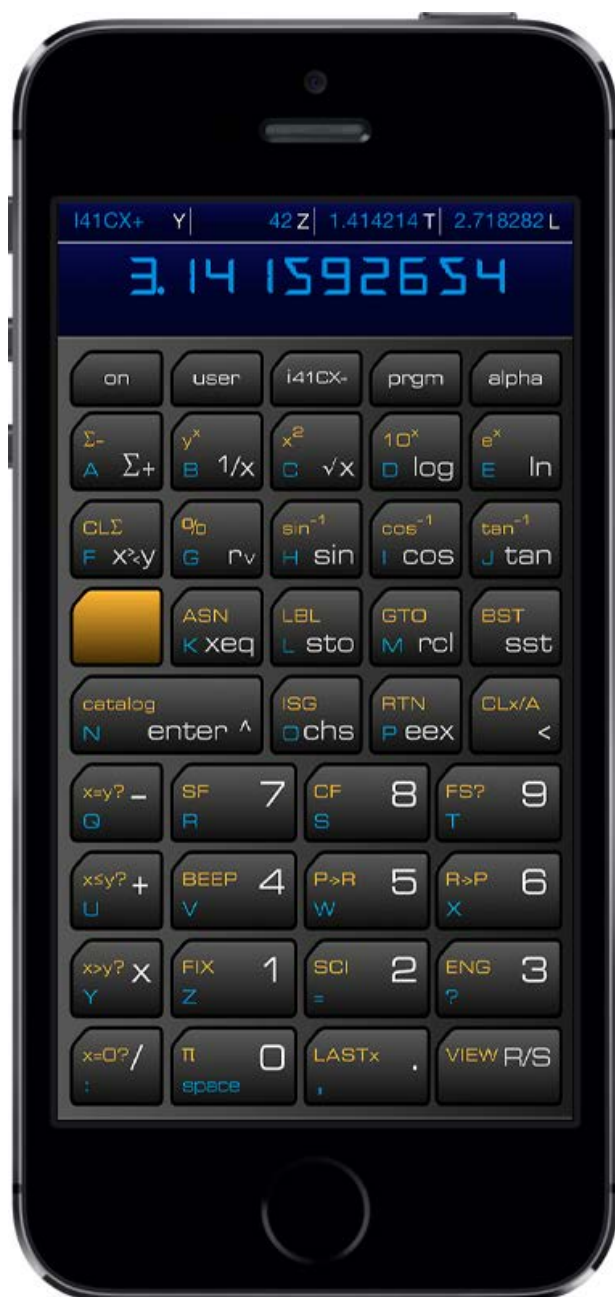 I41CX+ Y| 42 Z| 1.414214 T| 2.718282 L
3.141592654
on user i41CX- prgm alpha
Σ- yˣ x² 10ˣ eˣ
A Σ+ B 1/x C √x D log E ln
CLΣ % sin⁻¹ cos⁻¹ tan⁻¹
F x><y G rv H sin I cos J tan
ASN LBL GTO BST
K xeq L sto M rcl sst
catalog ISG RTN CLx/A
N enter ^ O chs P eex <
x=y? - SF 7 CF 8 FS? 9
Q R S T
x≤y? + BEEP 4 P->R 5 R->P 6
U V W X
x>y? x FIX 1 SCI 2 ENG 3
Y Z = ?
x=0? / π 0 LASTx . VIEW R/S
: space ,